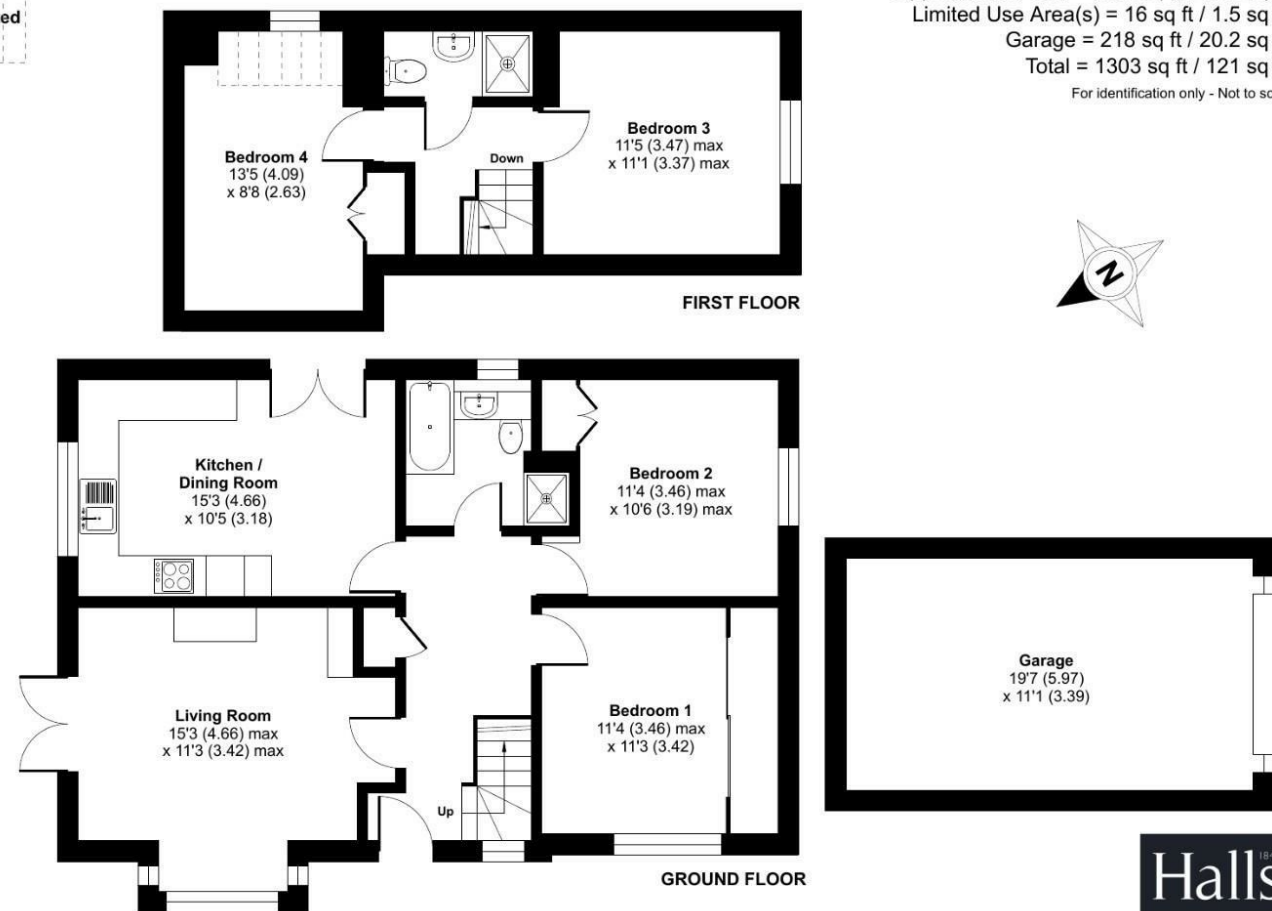 ed
Limited Use Area(s) = 16 sq ft / 1.5 sq
Garage = 218 sq ft / 20.2 sq
Total = 1303 sq ft / 121 sq
For identification only - Not to sc
Bedroom 4
13'5 (4.09)
x 8'8 (2.63)
Down
Bedroom 3
11'5 (3.47) max
x 11'1 (3.37) max
FIRST FLOOR
N
Kitchen /
Dining Room
15'3 (4.66)
x 10'5 (3.18)
Bedroom 2
11'4 (3.46) max
x 10'6 (3.19) max
Living Room
15'3 (4.66) max
x 11'3 (3.42) max
Up
Bedroom 1
11'4 (3.46) max
x 11'3 (3.42)
Garage
19'7 (5.97)
x 11'1 (3.39)
GROUND FLOOR
Halls